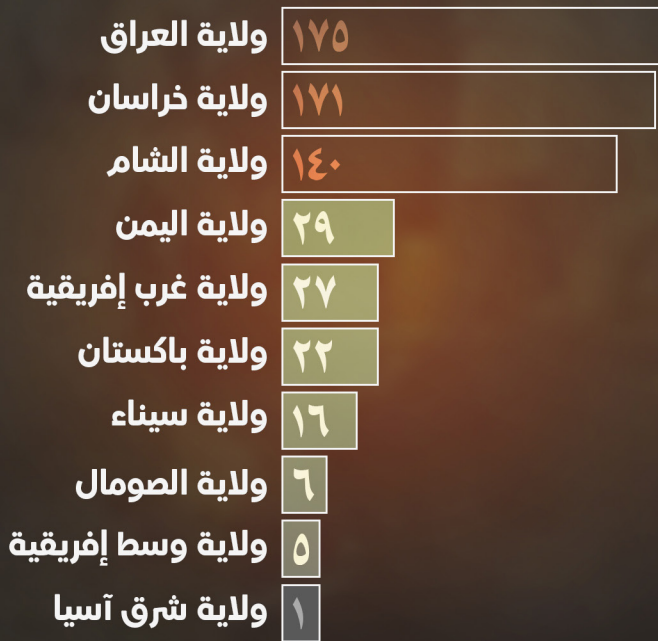 ولاية العراق ١٧٥
ولاية خراسان ١٧١
ولاية الشام ١٤٠
ولاية اليمن ٢٩
ولاية غرب إفريقية ٢٧
ولاية باكستان ٢٢
ولاية سيناء ١٦
ولاية الصومال ٦
ولاية وسط إفريقية ٥
ولاية شرق آسيا ١